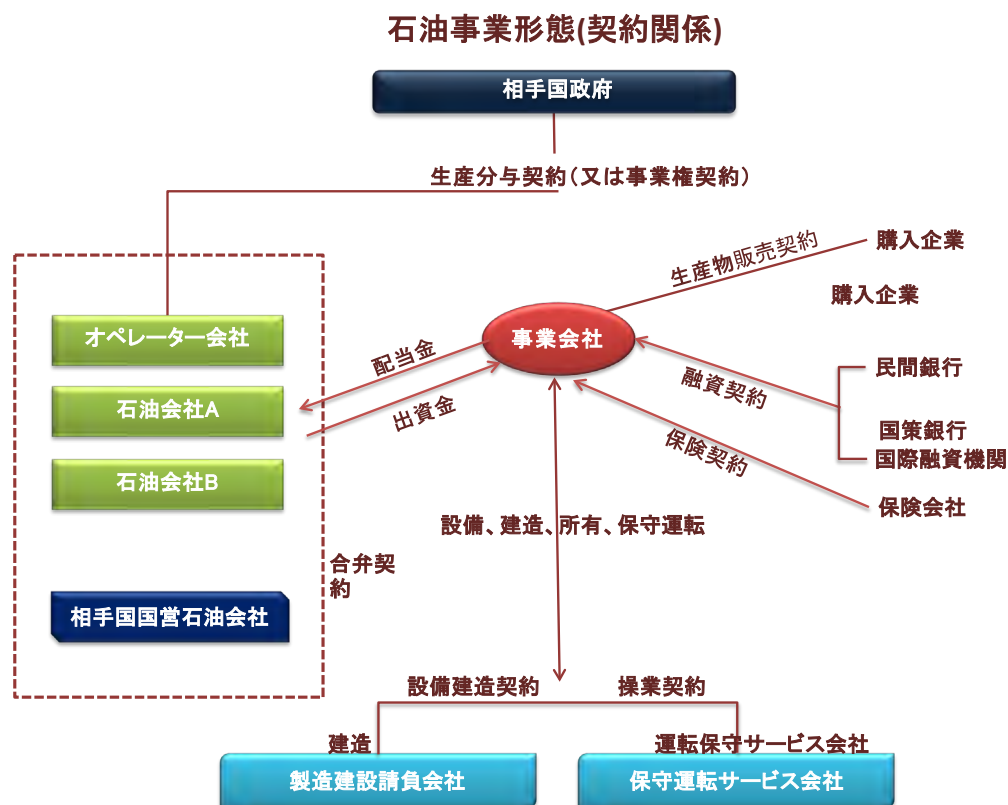 石油事業形態(契約関係)
相手国政府
生産分与契約(又は事業権契約)
生産物販売契約
購入企業
購入企業
オペレーター会社
事業会社
配当金
民間銀行
融資契約
石油会社A
出資金
国策銀行
保険契約
国際融資機関
石油会社B
保険会社
設備、建造、所有、保守運転
合弁契
約
相手国国営石油会社
設備建造契約
操業契約
建造
運転保守サービス会社
製造建設請負会社
保守運転サービス会社